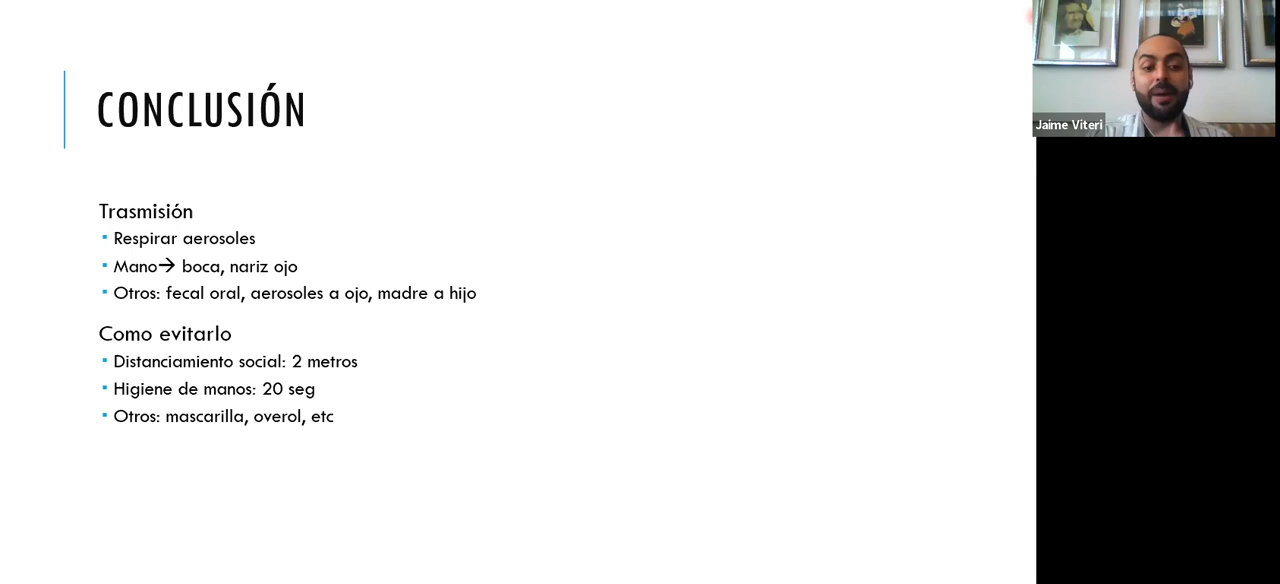 CONCLUSIÓN
Trasmisión
▪ Respirar aerosoles
▪ Mano→ boca, nariz ojo
▪ Otros: fecal oral, aerosoles a ojo, madre a hijo
Como evitarlo
▪ Distanciamiento social: 2 metros
▪ Higiene de manos: 20 seg
▪ Otros: mascarilla, overol, etc
Jaime Viteri